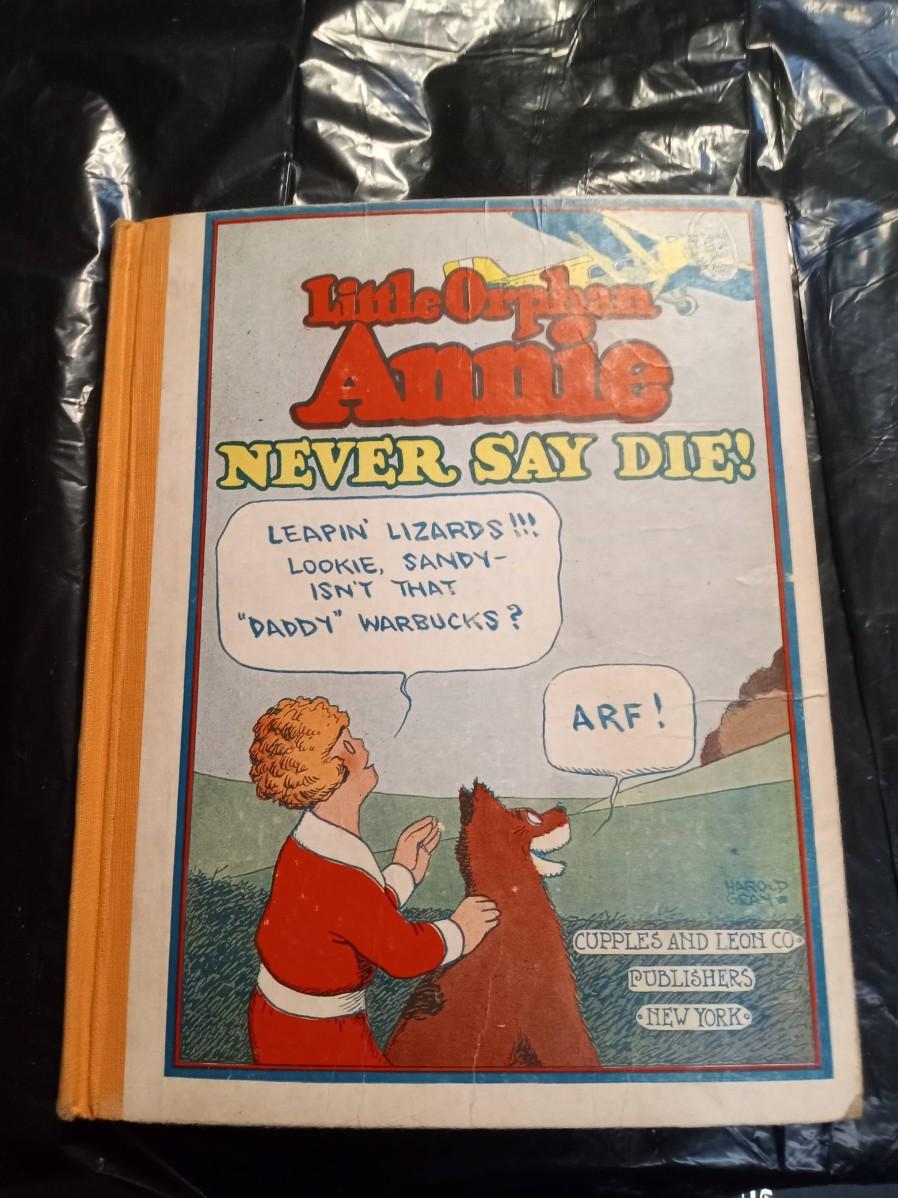 Little Orphan
Annie
NEVER SAY DIE!
LEAPIN' LIZARDS!!!
LOOKIE, SANDY-
ISN'T THAT
"DADDY" WARBUCKS?
ARF!
HAROLD
GRAY
CUPPLES AND LEON CO.
PUBLISHERS
NEW YORK